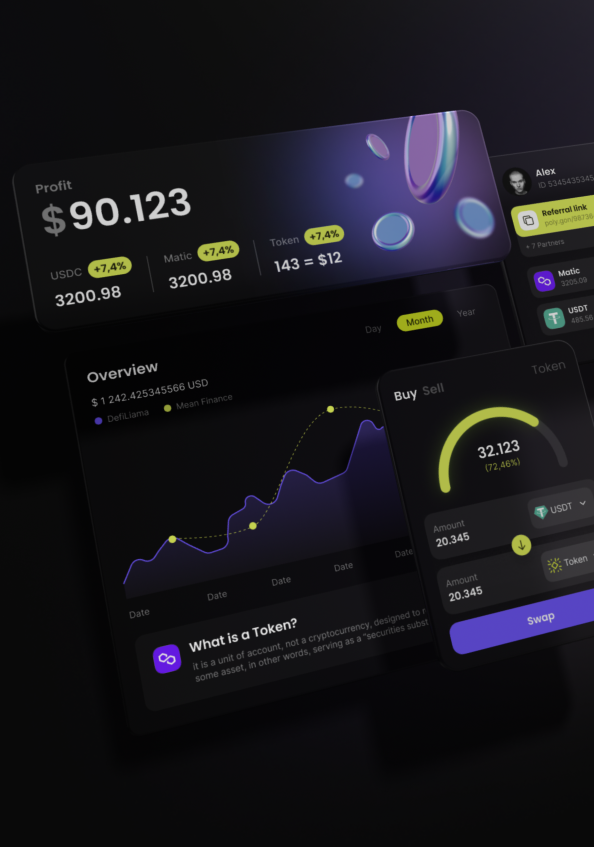 Profit
$90.123
USDC +7,4%
3200.98
Matic +7,4%
3200.98
Token +7,4%
143 = $12
Alex
ID 5345435345
Referral link
poly.gon/98736
+ 7 Partners
Matic
3205.09
USDT
485.56
Overview
$ 1 242.425345566 USD
DefiLlama Mean Finance
Day Month Year
Date Date Date Date Date
What is a Token?
it is a unit of account, not a cryptocurrency, designed to r
some asset, in other words, serving as a "securities subst
Buy Sell Token
32.123
(72,46%)
Amount
20.345
USDT
Amount
20.345
Token
Swap